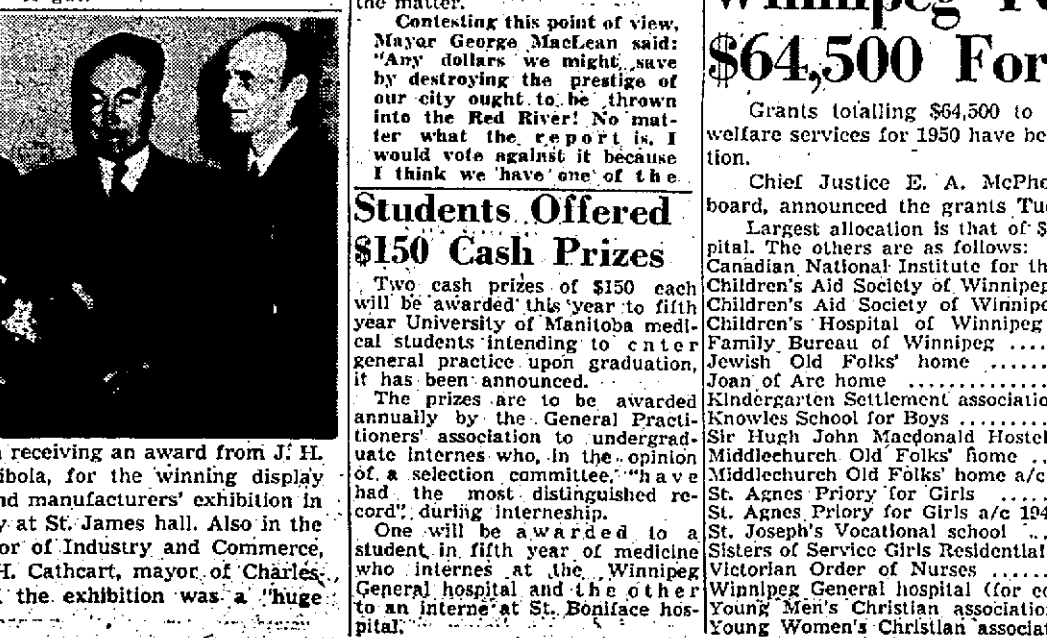 the matter.
Contesting this point of view,
Mayor George MacLean said:
"Any dollars we might save
by destroying the prestige of
our city ought to be thrown
into the Red River! No mat-
ter what the report is, I
would vote against it because
I think we have one of the
Students Offered
$150 Cash Prizes
Two cash prizes of $150 each
will be awarded this year to fifth
year University of Manitoba medi-
cal students intending to enter
general practice upon graduation,
it has been announced.
The prizes are to be awarded
annually by the General Practi-
tioners' association to undergrad-
uate internes who, in the opinion
of a selection committee, "have
had the most distinguished re-
cord" during interneship.
One will be awarded to a
student in fifth year of medicine
who internes at the Winnipeg
General hospital and the other
to an interne at St. Boniface hos-
pital.
receiving an award from J. H.
ibola, for the winning display
nd manufacturers' exhibition in
y at St. James hall. Also in the
or of Industry and Commerce,
H. Cathcart, mayor of Charles
the exhibition was a "huge
Winnipeg
$64,500 For
Grants totalling $64,500 to
welfare services for 1950 have be
tion.
Chief Justice E. A. McPhe
board, announced the grants Tue
Largest allocation is that of $
pital. The others are as follows:
Canadian National Institute for th
Children's Aid Society of Winnipeg
Children's Aid Society of Winnipe
Children's Hospital of Winnipeg
Family Bureau of Winnipeg ....
Jewish Old Folks' home ......
Joan of Arc home ............
Kindergarten Settlement associatio
Knowles School for Boys ........
Sir Hugh John Macdonald Hostel
Middlechurch Old Folks' home ..
Middlechurch Old Folks' home a/c
St. Agnes Priory for Girls .....
St. Agnes Priory for Girls a/c 194
St. Joseph's Vocational school ..
Sisters of Service Girls Residential
Victorian Order of Nurses ......
Winnipeg General hospital (for co
Young Men's Christian associatio
Young Women's Christian associat